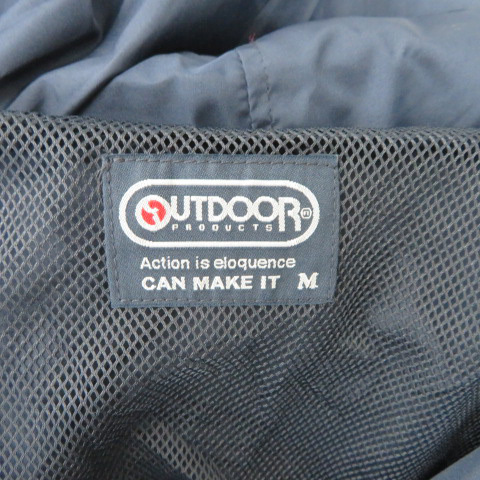 OUTDOOR®
PRODUCTS
Action is eloquence
CAN MAKE IT M